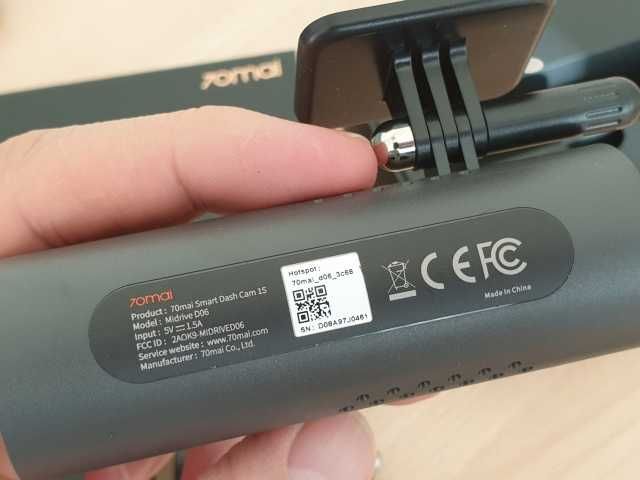 70mai
70mai
Product : 70mai Smart Dash Cam 1S
Model : Midrive D06
Input : 5V⎓1.5A
FCC ID : 2AOK9-MIDRIVED06
Service website : www.70mai.com
Manufacturer : 70mai Co., Ltd.
Hotspot :
70mai_d06_3c68
SN: D08A97J0461
CE FC
Made in China